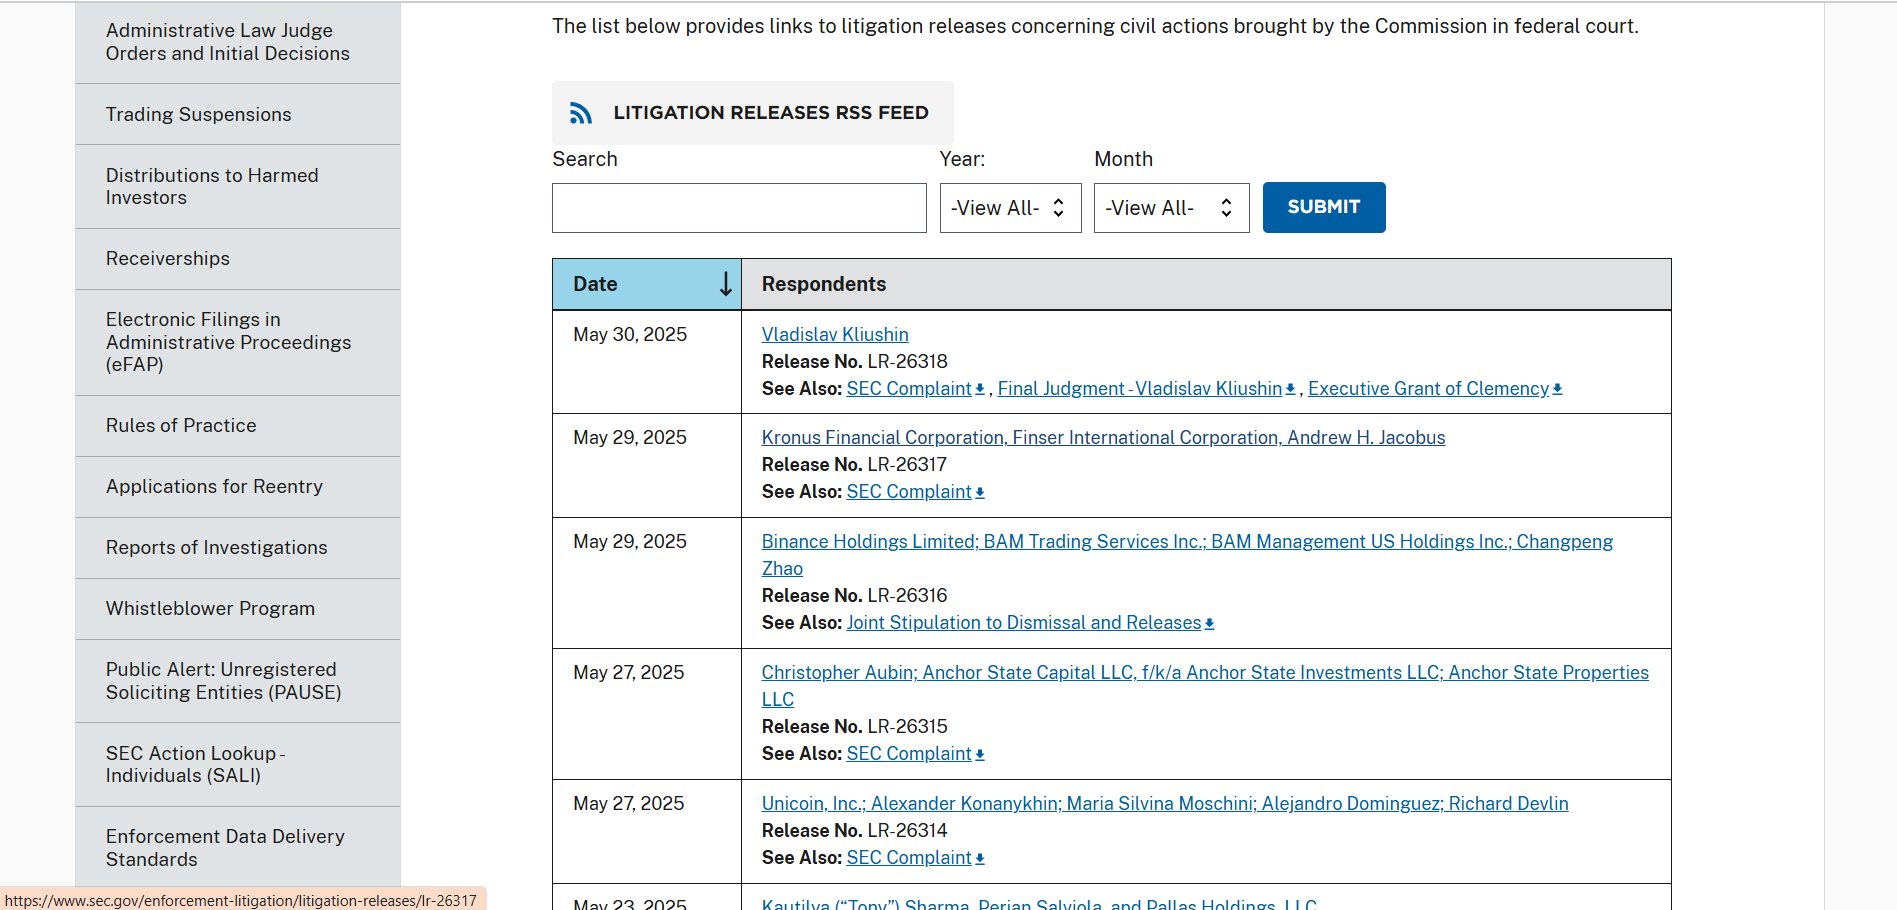 Administrative Law Judge
Orders and Initial Decisions
Trading Suspensions
Distributions to Harmed
Investors
Receiverships
Electronic Filings in
Administrative Proceedings
(eFAP)
Rules of Practice
Applications for Reentry
Reports of Investigations
Whistleblower Program
Public Alert: Unregistered
Soliciting Entities (PAUSE)
SEC Action Lookup -
Individuals (SALI)
Enforcement Data Delivery
Standards
The list below provides links to litigation releases concerning civil actions brought by the Commission in federal court.
LITIGATION RELEASES RSS FEED
Search Year: Month
-View All- -View All- SUBMIT
Date Respondents
May 30, 2025 Vladislav Kliushin
Release No. LR-26318
See Also: SEC Complaint, Final Judgment - Vladislav Kliushin, Executive Grant of Clemency
May 29, 2025 Kronus Financial Corporation, Finser International Corporation, Andrew H. Jacobus
Release No. LR-26317
See Also: SEC Complaint
May 29, 2025 Binance Holdings Limited; BAM Trading Services Inc.; BAM Management US Holdings Inc.; Changpeng
Zhao
Release No. LR-26316
See Also: Joint Stipulation to Dismissal and Releases
May 27, 2025 Christopher Aubin; Anchor State Capital LLC, f/k/a Anchor State Investments LLC; Anchor State Properties
LLC
Release No. LR-26315
See Also: SEC Complaint
May 27, 2025 Unicoin, Inc.; Alexander Konanykhin; Maria Silvina Moschini; Alejandro Dominguez; Richard Devlin
Release No. LR-26314
See Also: SEC Complaint
May 23, 2025 Kautilya (“Tony”) Sharma, Perian Salviola, and Pallas Holdings, LLC
https://www.sec.gov/enforcement-litigation/litigation-releases/lr-26317